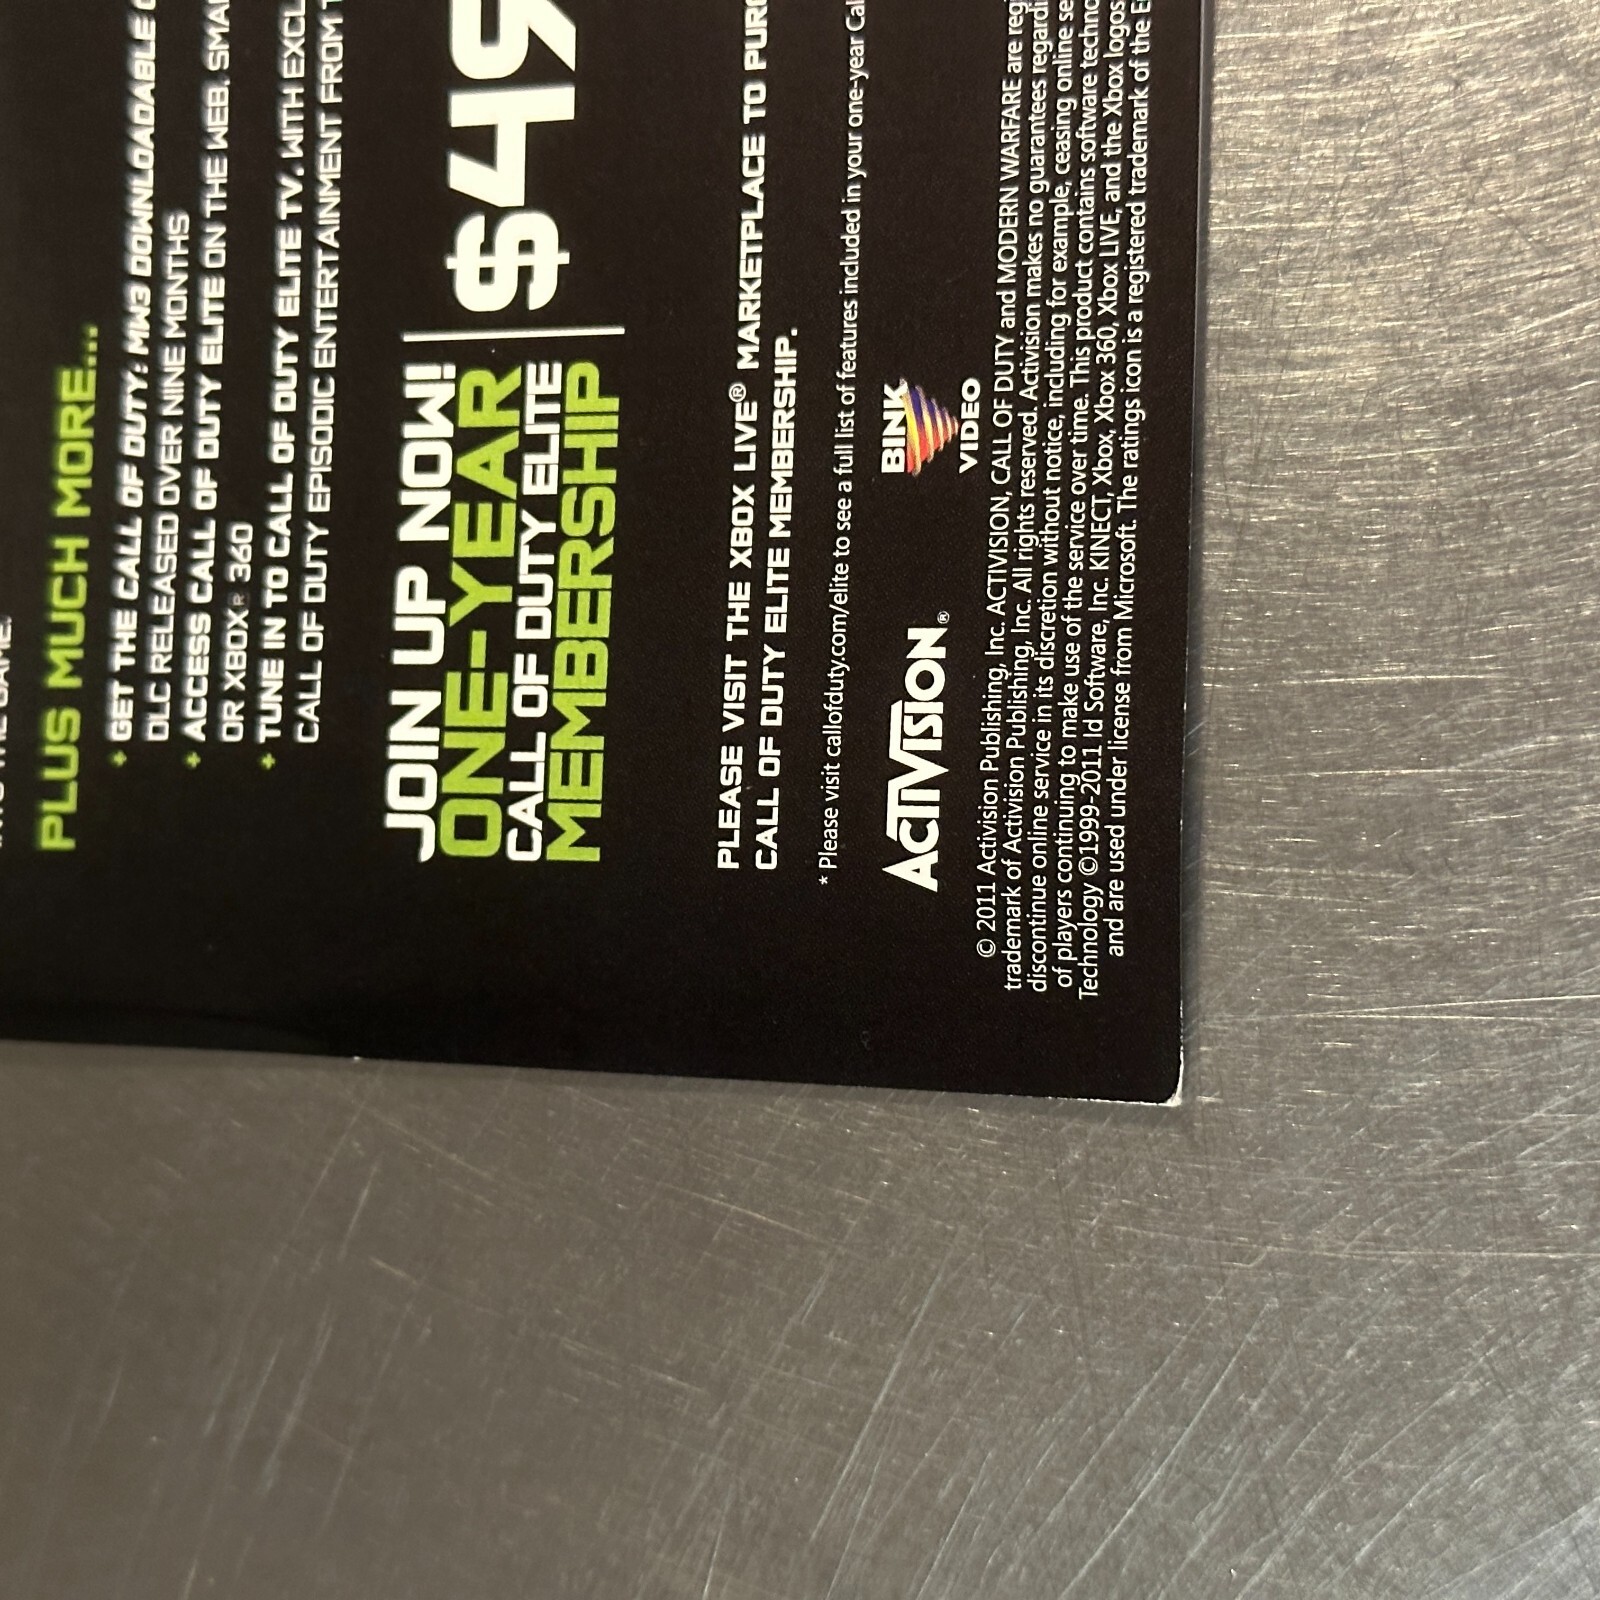 PLUS MUCH MORE...
+ GET THE CALL OF DUTY: MW3 DOWNLOADABLE
DLC RELEASED OVER NINE MONTHS
+ ACCESS CALL OF DUTY ELITE ON THE WEB, SMA
OR XBOX® 360
+ TUNE IN TO CALL OF DUTY ELITE TV, WITH EXCL
CALL OF DUTY EPISODIC ENTERTAINMENT FROM
JOIN UP NOW!
ONE-YEAR
CALL OF DUTY ELITE
MEMBERSHIP
$49
PLEASE VISIT THE XBOX LIVE® MARKETPLACE TO PUR
CALL OF DUTY ELITE MEMBERSHIP.
* Please visit callofduty.com/elite to see a full list of features included in your one-year Cal
ACTIVISION®
BINK
VIDEO
© 2011 Activision Publishing, Inc. ACTIVISION, CALL OF DUTY and MODERN WARFARE are regi
trademark of Activision Publishing, Inc. All rights reserved. Activision makes no guarantees regardi
discontinue online service in its discretion without notice, including for example, ceasing online se
of players continuing to make use of the service over time. This product contains software techno
Technology ©1999-2011 Id Software, Inc. KINECT, Xbox, Xbox 360, Xbox LIVE, and the Xbox logos
and are used under license from Microsoft. The ratings icon is a registered trademark of the E